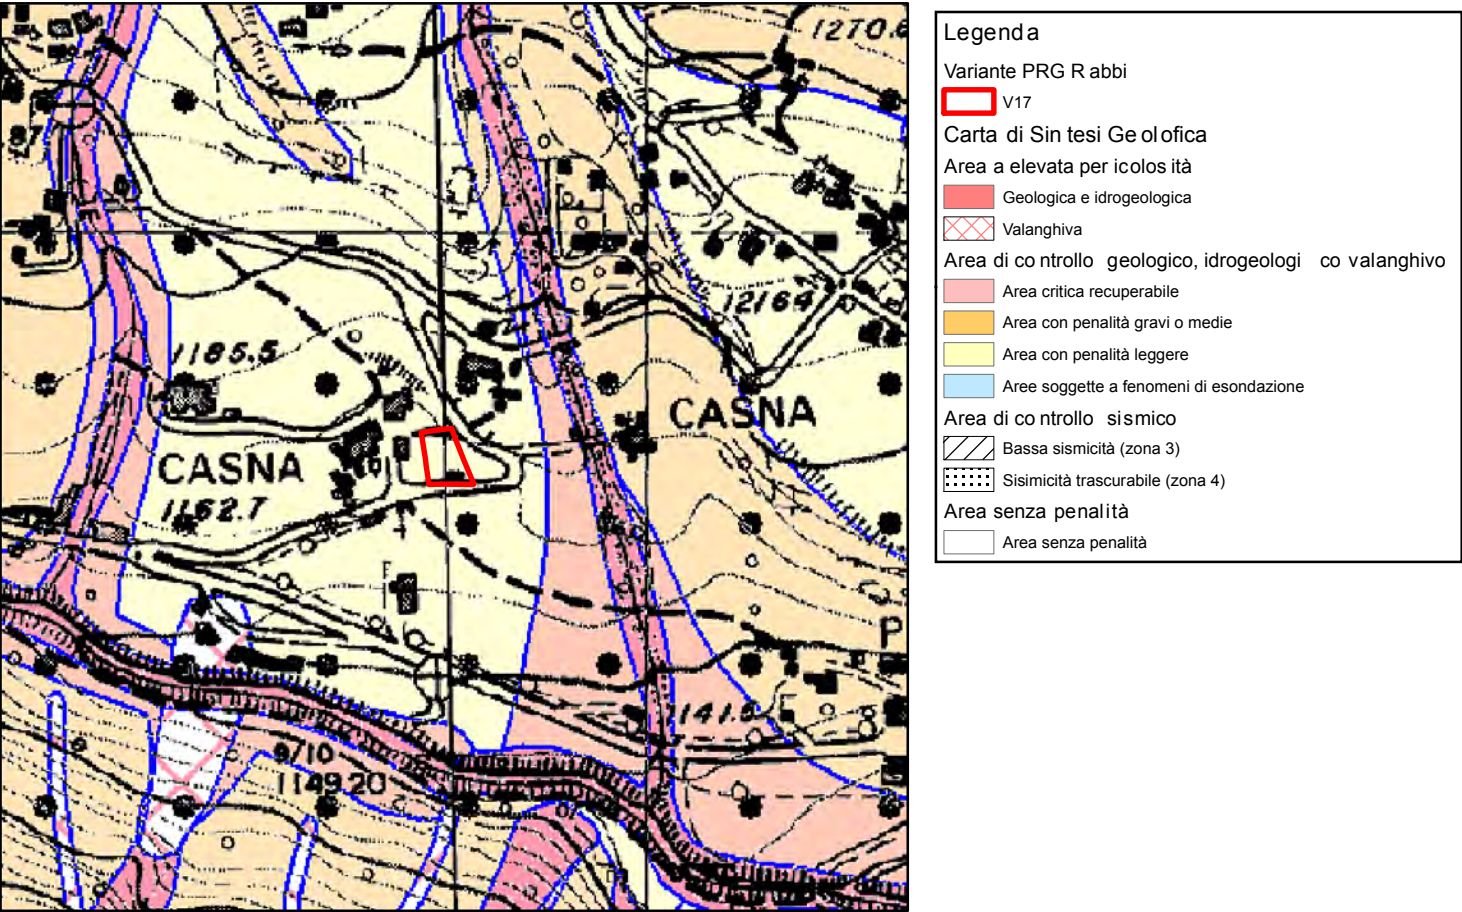 1270.6
87
12164
1185.5
CASNA
CASNA
1162.7
F
P
1141.5
9710
1149.20
Legenda
Variante PRG R abbi
V17
Carta di Sin tesi Ge ol ofica
Area a elevata per icolos ità
Geologica e idrogeologica
Valanghiva
Area di co ntrollo geologico, idrogeologi co valanghivo
Area critica recuperabile
Area con penalità gravi o medie
Area con penalità leggere
Aree soggette a fenomeni di esondazione
Area di co ntrollo sismico
Bassa sismicità (zona 3)
Sisimicità trascurabile (zona 4)
Area senza penalità
Area senza penalità